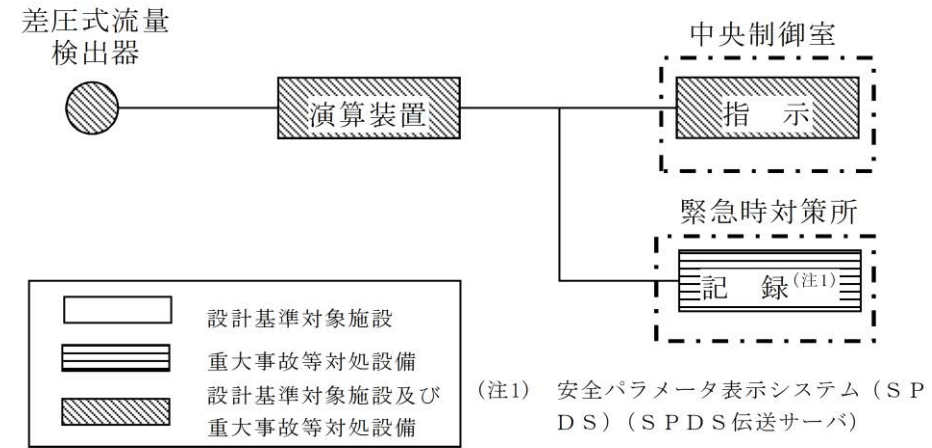 差圧式流量
検出器
演算装置
中央制御室
指　示
緊急時対策所
記　録(注1)
設計基準対象施設
重大事故等対処設備
設計基準対象施設及び
重大事故等対処設備
(注1)　安全パラメータ表示システム（ＳＰ
ＤＳ）（ＳＰＤＳ伝送サーバ）